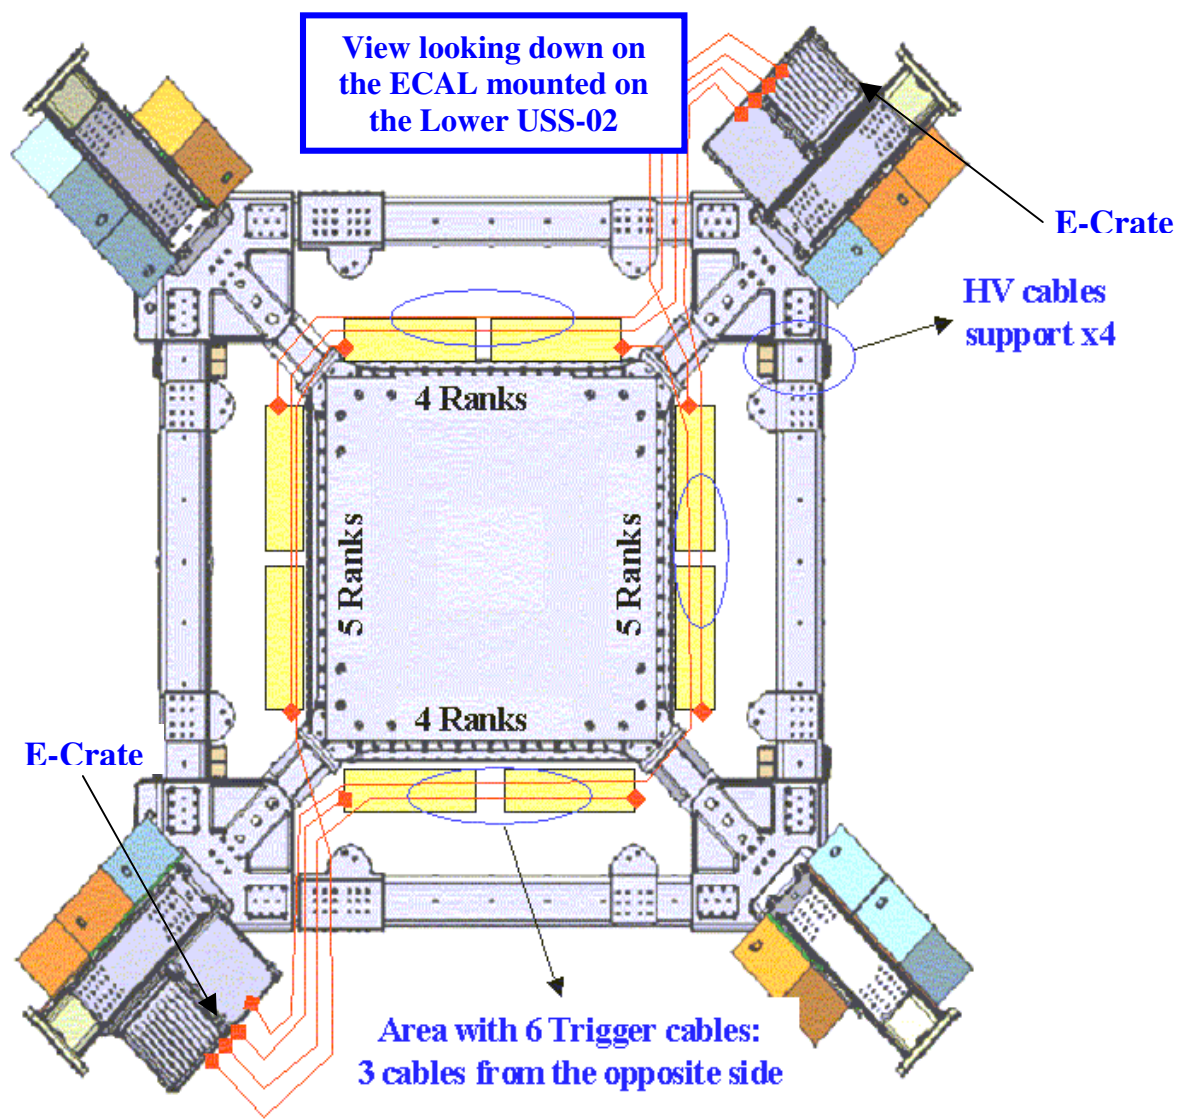 View looking down on
the ECAL mounted on
the Lower USS-02
E-Crate
HV cables
support x4
4 Ranks
5 Ranks
5 Ranks
4 Ranks
E-Crate
Area with 6 Trigger cables:
3 cables from the opposite side